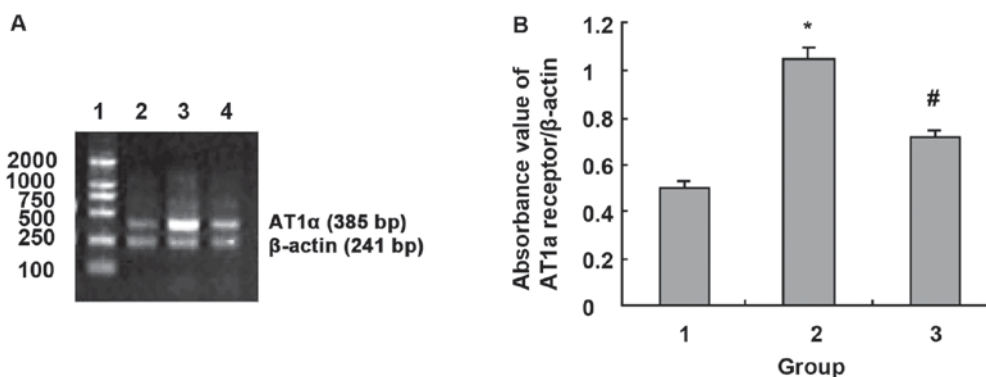 A
1 2 3 4
2000
1000
750
500
250
100
AT1α (385 bp)
β-actin (241 bp)
B
Absorbance value of
AT1a receptor/β-actin
1.2
1
0.8
0.6
0.4
0.2
0
*
#
1 2 3
Group